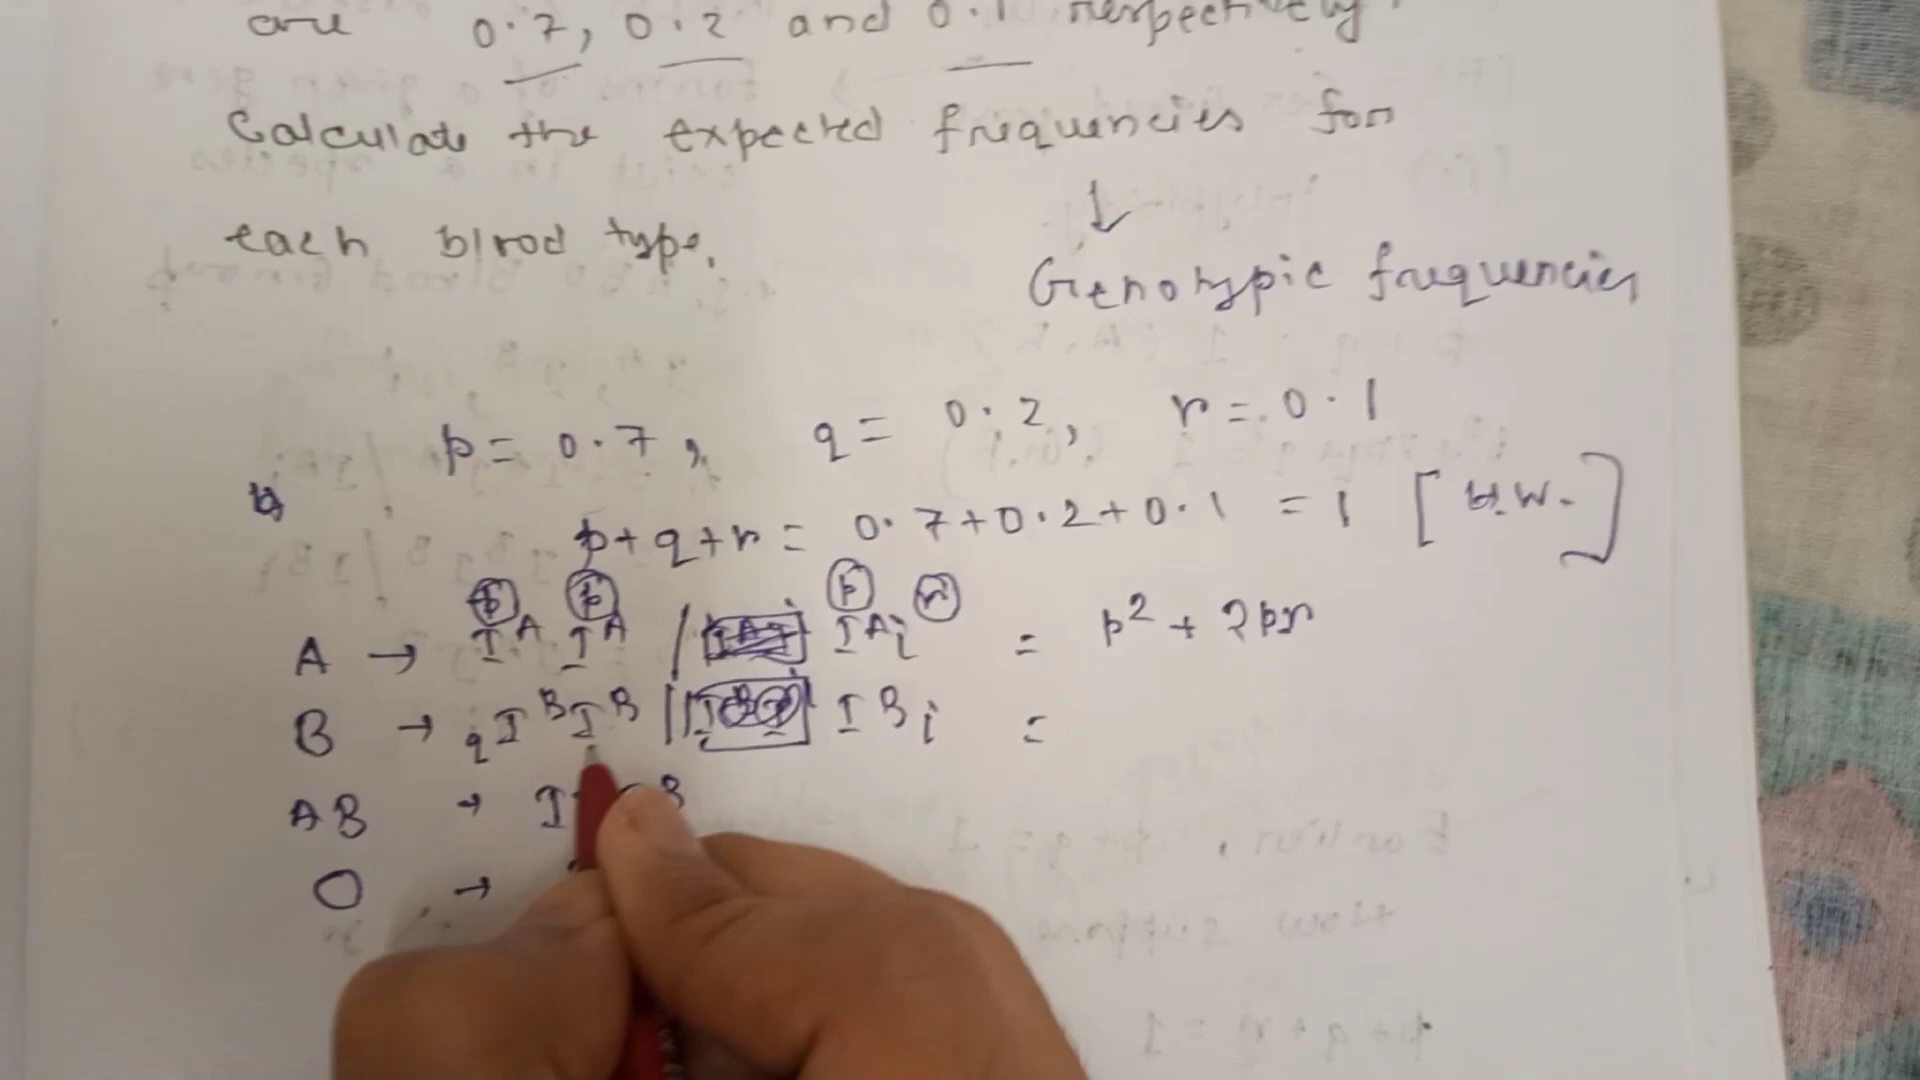 are 0.7, 0.2 and 0.1 respectively.
Calculate the expected frequencies for
each blood type.
↓
Genotypic frequencies
p = 0.7, q = 0.2, r = 0.1
p+q+r = 0.7+0.2+0.1 = 1 [H.W.]
p p p r
A → I^A I^A / I^A i = p² + 2pr
B → q I^B I^B / I^B i =
AB → I B
O →